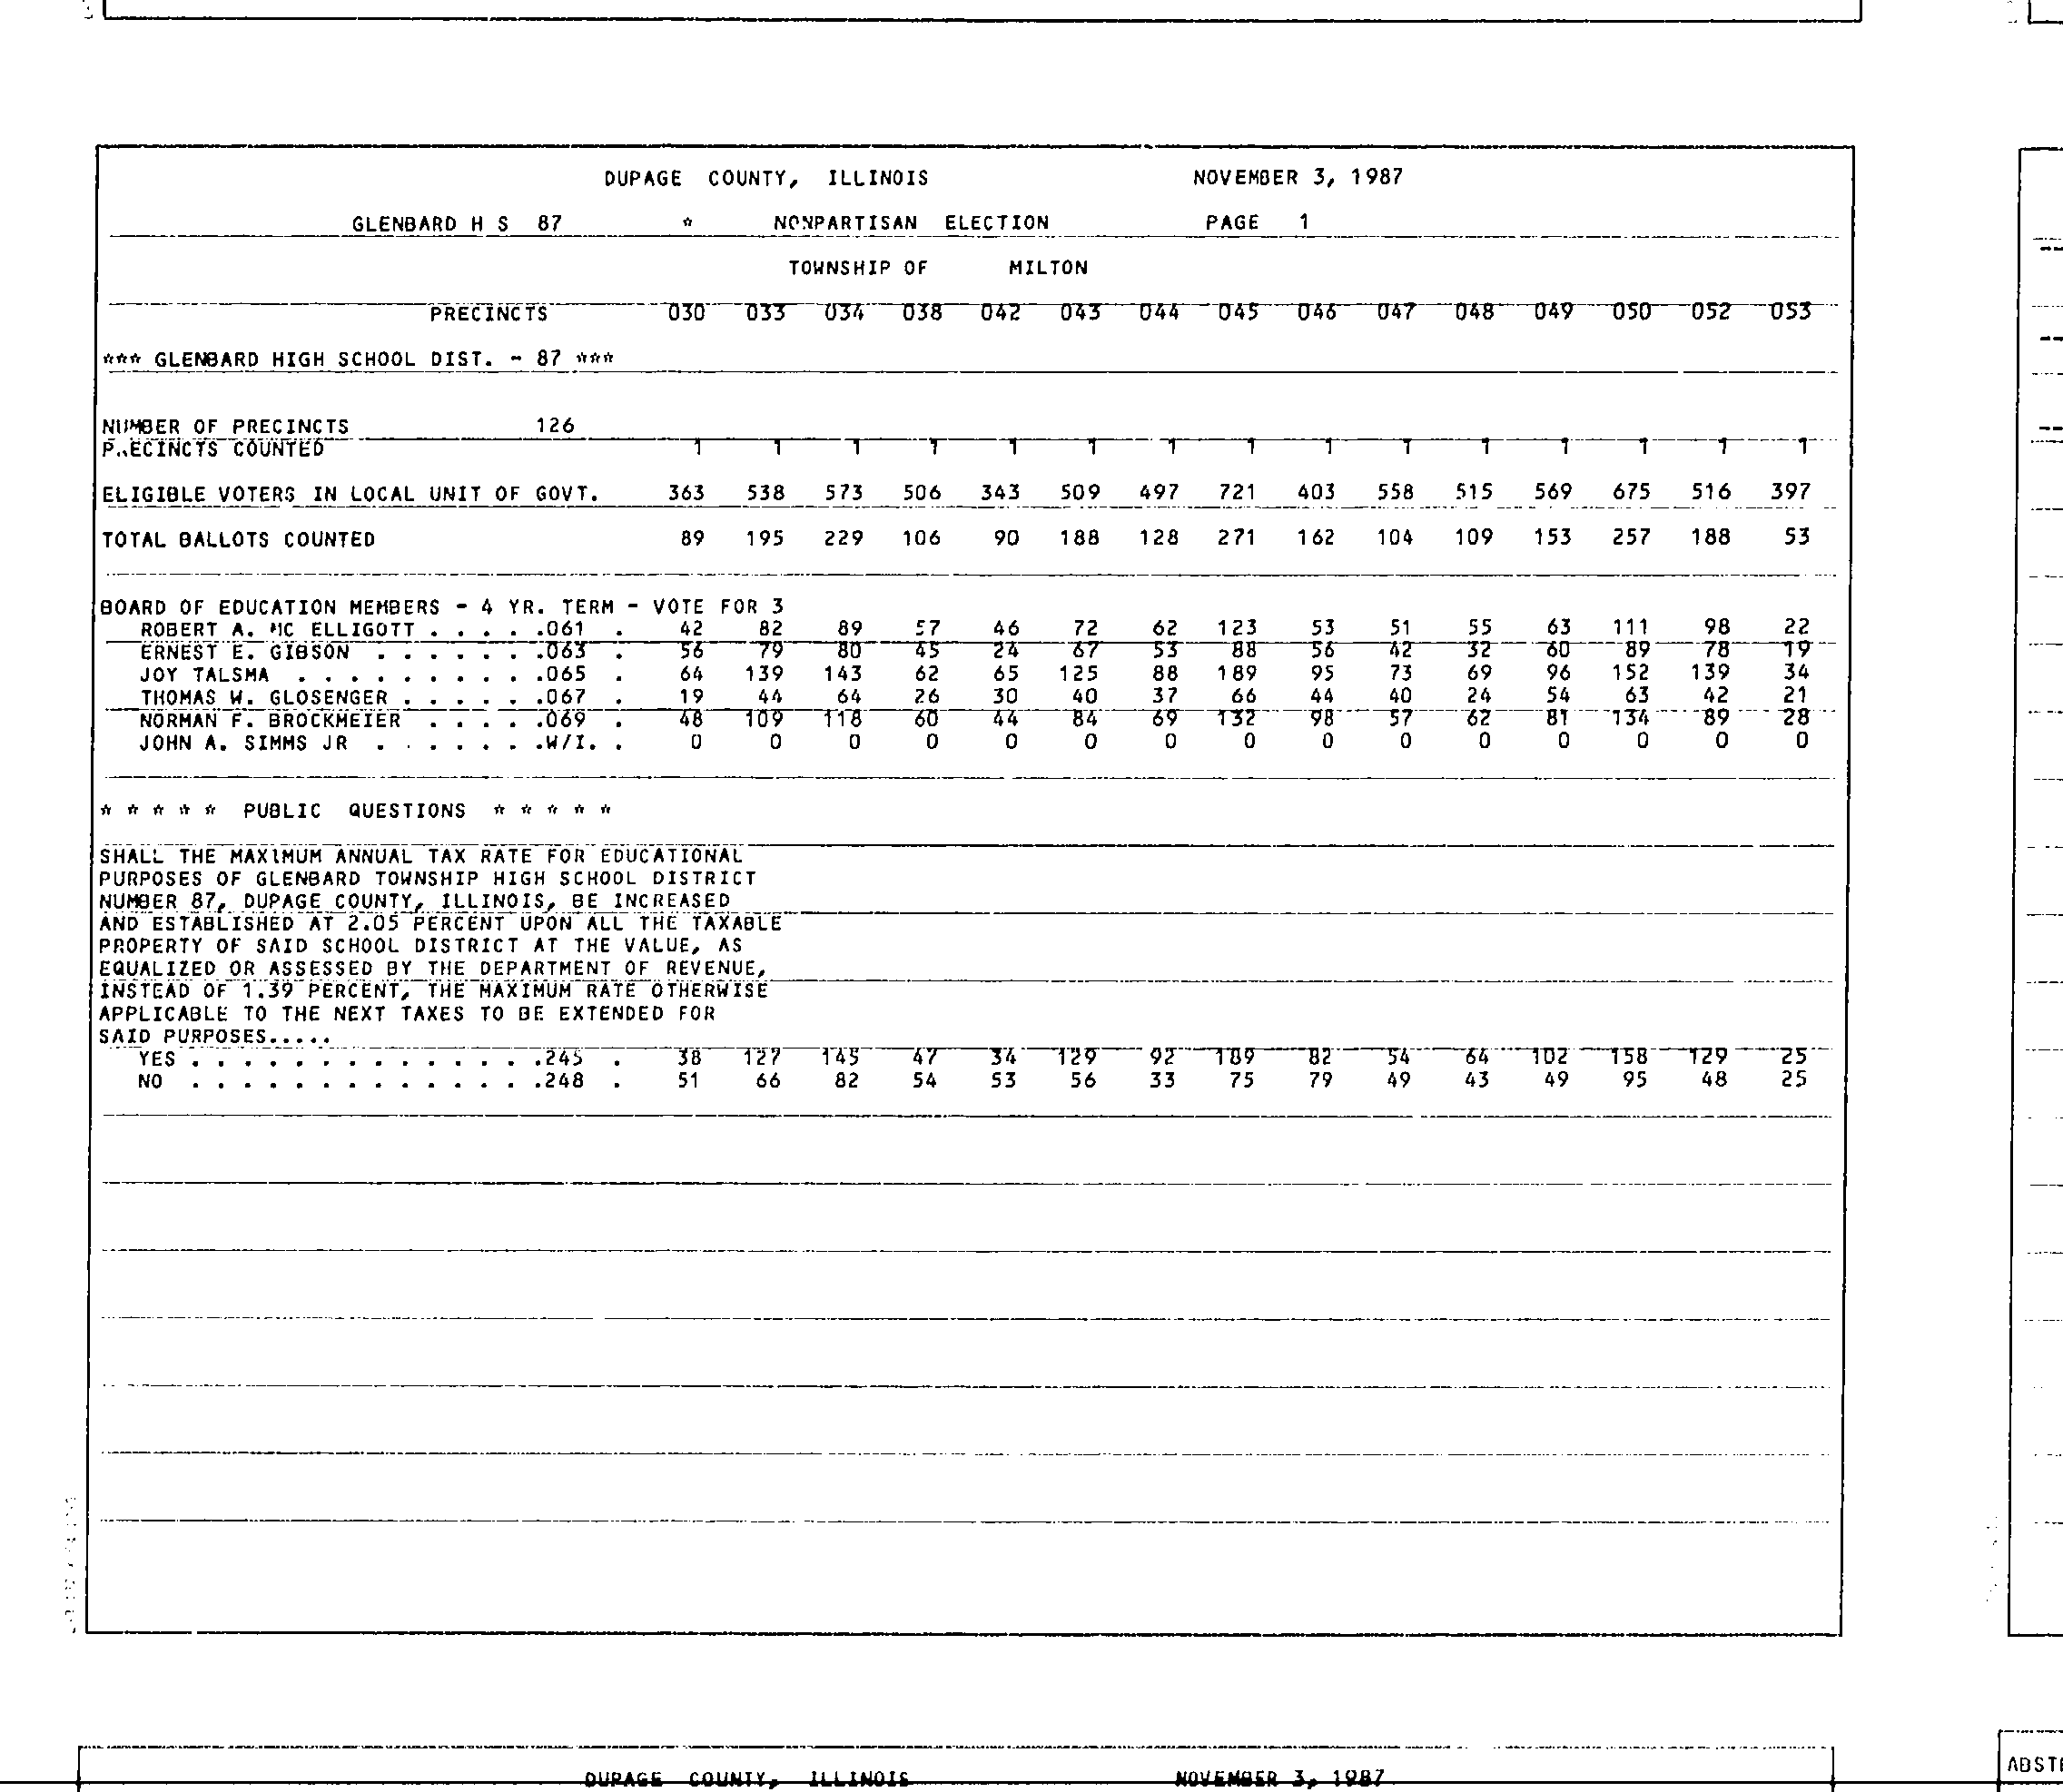 DUPAGE COUNTY, ILLINOIS NOVEMBER 3, 1987
GLENBARD H S 87 * NONPARTISAN ELECTION PAGE 1
TOWNSHIP OF MILTON
PRECINCTS 030 033 034 038 042 043 044 045 046 047 048 049 050 052 053
*** GLENBARD HIGH SCHOOL DIST. - 87 ***
NUMBER OF PRECINCTS 126
P..ECINCTS COUNTED 1 1 1 1 1 1 1 1 1 1 1 1 1 1 1
ELIGIBLE VOTERS IN LOCAL UNIT OF GOVT. 363 538 573 506 343 509 497 721 403 558 515 569 675 516 397
TOTAL BALLOTS COUNTED 89 195 229 106 90 188 128 271 162 104 109 153 257 188 53
BOARD OF EDUCATION MEMBERS - 4 YR. TERM - VOTE FOR 3
ROBERT A. MC ELLIGOTT . . . . .061 . 42 82 89 57 46 72 62 123 53 51 55 63 111 98 22
ERNEST E. GIBSON . . . . . . .063 . 56 79 80 45 24 67 53 88 56 42 32 60 89 78 19
JOY TALSMA . . . . . . . . . .065 . 64 139 143 62 65 125 88 189 95 73 69 96 152 139 34
THOMAS W. GLOSENGER . . . . . .067 . 19 44 64 26 30 40 37 66 44 40 24 54 63 42 21
NORMAN F. BROCKMEIER . . . . .069 . 48 109 118 60 44 84 69 132 98 57 62 81 134 89 28
JOHN A. SIMMS JR . . . . . . .W/I. . 0 0 0 0 0 0 0 0 0 0 0 0 0 0 0
* * * * * PUBLIC QUESTIONS * * * * *
SHALL THE MAXIMUM ANNUAL TAX RATE FOR EDUCATIONAL
PURPOSES OF GLENBARD TOWNSHIP HIGH SCHOOL DISTRICT
NUMBER 87, DUPAGE COUNTY, ILLINOIS, BE INCREASED
AND ESTABLISHED AT 2.05 PERCENT UPON ALL THE TAXABLE
PROPERTY OF SAID SCHOOL DISTRICT AT THE VALUE, AS
EQUALIZED OR ASSESSED BY THE DEPARTMENT OF REVENUE,
INSTEAD OF 1.39 PERCENT, THE MAXIMUM RATE OTHERWISE
APPLICABLE TO THE NEXT TAXES TO BE EXTENDED FOR
SAID PURPOSES.....
YES . . . . . . . . . . . . . .245 . 38 127 145 47 34 129 92 189 82 54 64 102 158 129 25
NO . . . . . . . . . . . . . .248 . 51 66 82 54 53 56 33 75 79 49 43 49 95 48 25
DUPAGE COUNTY, ILLINOIS NOVEMBER 3, 1987